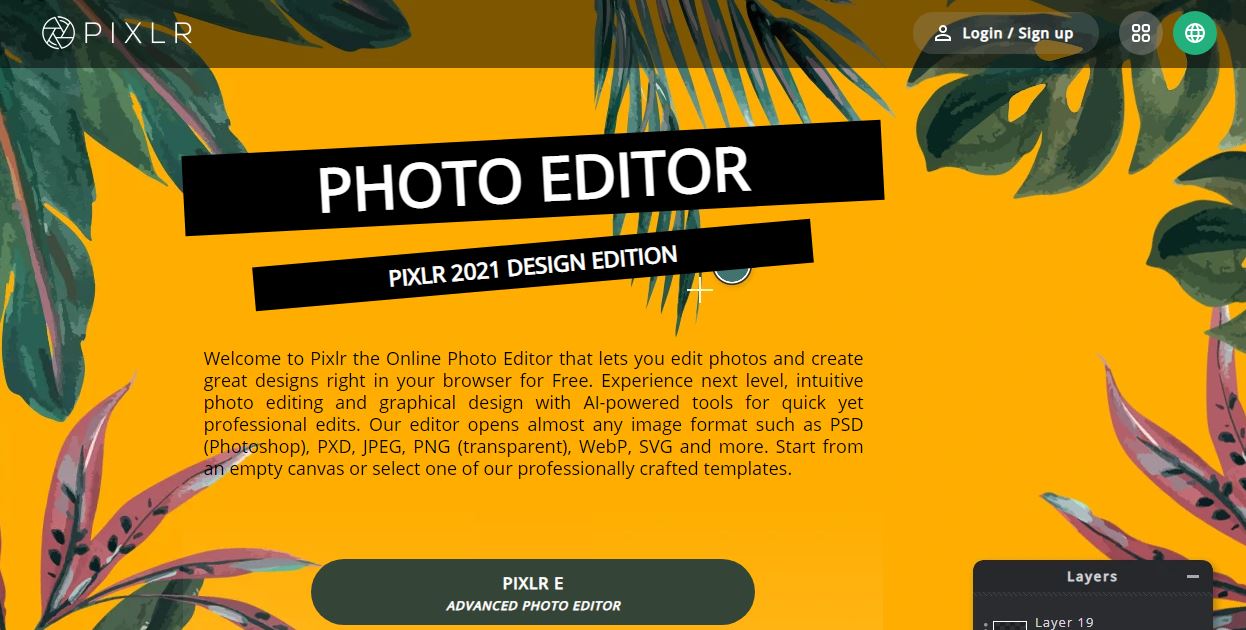 PIXLR
Login / Sign up
PHOTO EDITOR
PIXLR 2021 DESIGN EDITION
Welcome to Pixlr the Online Photo Editor that lets you edit photos and create
great designs right in your browser for Free. Experience next level, intuitive
photo editing and graphical design with AI-powered tools for quick yet
professional edits. Our editor opens almost any image format such as PSD
(Photoshop), PXD, JPEG, PNG (transparent), WebP, SVG and more. Start from
an empty canvas or select one of our professionally crafted templates.
PIXLR E
ADVANCED PHOTO EDITOR
Layers
Layer 19